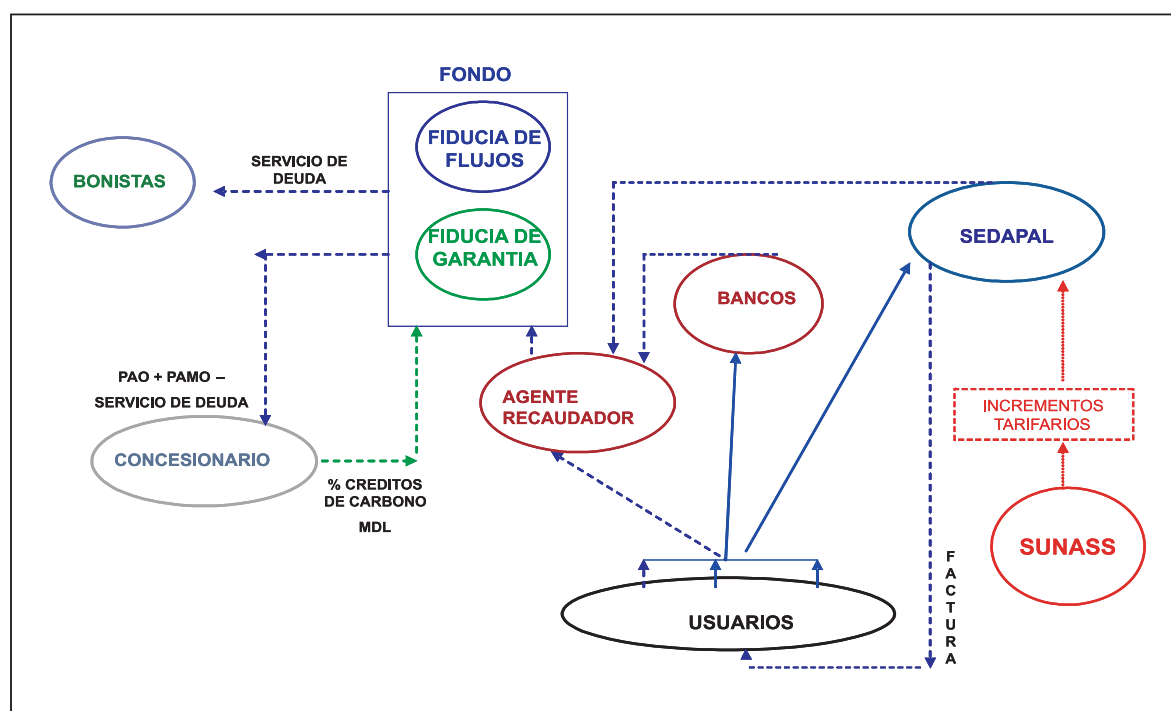 FONDO
FIDUCIA DE
FLUJOS
SERVICIO DE
DEUDA
BONISTAS
FIDUCIA DE
GARANTIA
SEDAPAL
BANCOS
PAO + PAMO –
SERVICIO DE DEUDA
AGENTE
RECAUDADOR
INCREMENTOS
TARIFARIOS
CONCESIONARIO
% CREDITOS
DE CARBONO
MDL
SUNASS
FACTURA
USUARIOS